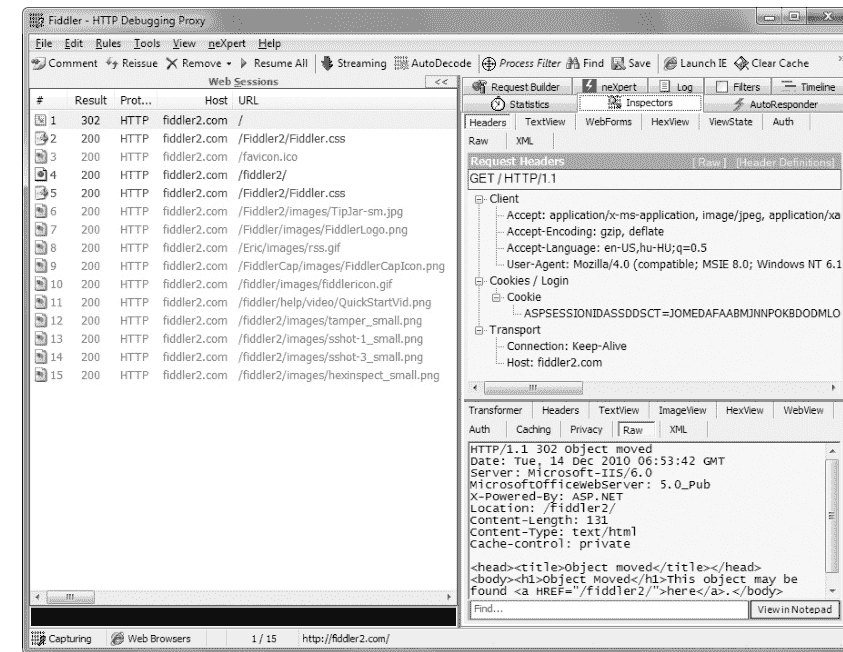 Fiddler - HTTP Debugging Proxy
File Edit Rules Tools View neXpert Help
Comment Reissue Remove Resume All Streaming AutoDecode Process Filter Find Save Launch IE Clear Cache
Web Sessions <<
# Result Prot... Host URL
1 302 HTTP fiddler2.com /
2 200 HTTP fiddler2.com /Fiddler2/Fiddler.css
3 200 HTTP fiddler2.com /favicon.ico
4 200 HTTP fiddler2.com /fiddler2/
5 200 HTTP fiddler2.com /Fiddler2/Fiddler.css
6 200 HTTP fiddler2.com /Fiddler2/images/TipJar-sm.jpg
7 200 HTTP fiddler2.com /Fiddler/images/FiddlerLogo.png
8 200 HTTP fiddler2.com /Eric/images/rss.gif
9 200 HTTP fiddler2.com /FiddlerCap/images/FiddlerCapIcon.png
10 200 HTTP fiddler2.com /fiddler/images/fiddlericon.gif
11 200 HTTP fiddler2.com /fiddler/help/video/QuickStartVid.png
12 200 HTTP fiddler2.com /fiddler2/images/tamper_small.png
13 200 HTTP fiddler2.com /fiddler2/images/sshot-1_small.png
14 200 HTTP fiddler2.com /fiddler2/images/sshot-3_small.png
15 200 HTTP fiddler2.com /fiddler2/images/hexinspect_small.png
Request Builder neXpert Log Filters Timeline
Statistics Inspectors AutoResponder
Headers TextView WebForms HexView ViewState Auth
Raw XML
Request Headers [ Raw ] [Header Definitions]
GET / HTTP/1.1
Client
Accept: application/x-ms-application, image/jpeg, application/xa
Accept-Encoding: gzip, deflate
Accept-Language: en-US,hu-HU;q=0.5
User-Agent: Mozilla/4.0 (compatible; MSIE 8.0; Windows NT 6.1
Cookies / Login
Cookie
ASPSESSIONIDASSDDSCT=JOMEDAFAABMJNNPOKBDODMLO
Transport
Connection: Keep-Alive
Host: fiddler2.com
Transformer Headers TextView ImageView HexView WebView
Auth Caching Privacy Raw XML
HTTP/1.1 302 Object moved
Date: Tue, 14 Dec 2010 06:53:42 GMT
Server: Microsoft-IIS/6.0
MicrosoftOfficeWebServer: 5.0_Pub
X-Powered-By: ASP.NET
Location: /fiddler2/
Content-Length: 131
Content-Type: text/html
Cache-control: private
<head><title>Object moved</title></head>
<body><h1>Object Moved</h1>This object may be
found <a HREF="/fiddler2/">here</a>.</body>
Find... View in Notepad
Capturing Web Browsers 1 / 15 http://fiddler2.com/